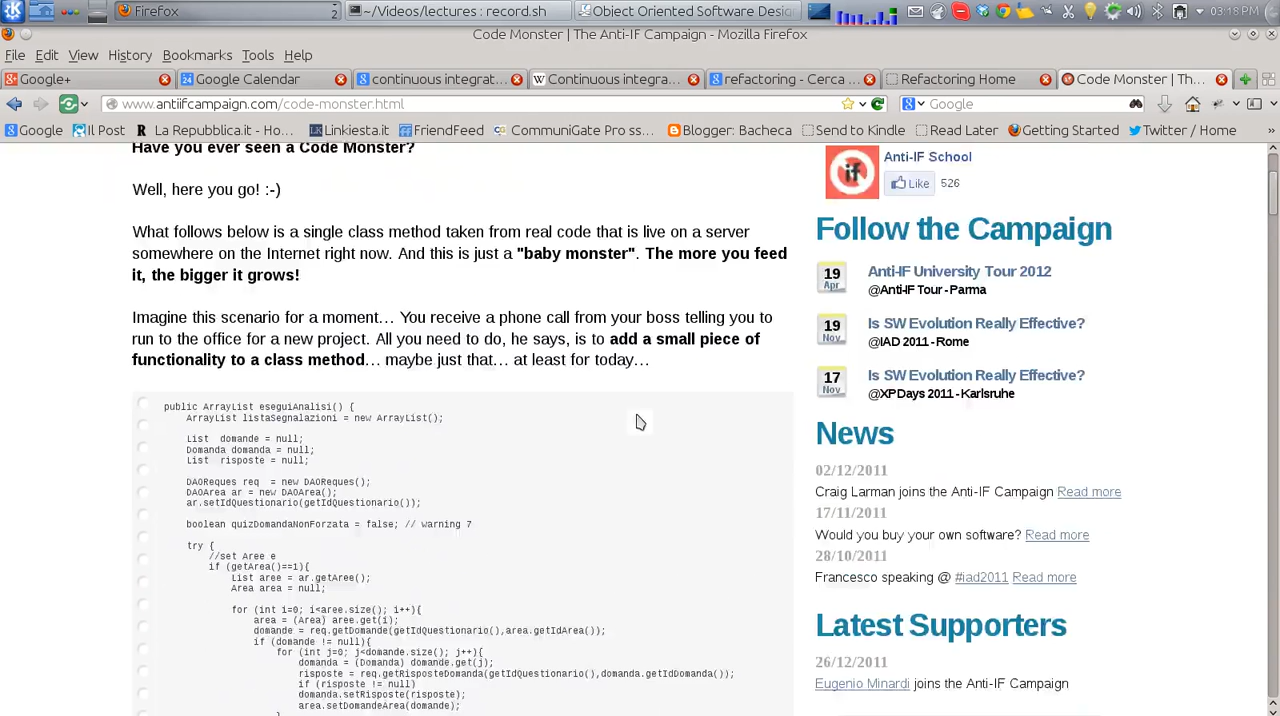 Firefox 2 ~/Videos/lectures : record.sh Object Oriented Software Desig 03:18 PM
Code Monster | The Anti-IF Campaign - Mozilla Firefox
File Edit View History Bookmarks Tools Help
Google+ Google Calendar continuous integrat... Continuous integra... refactoring - Cerca ... Refactoring Home Code Monster | Th...
www.antiifcampaign.com/code-monster.html Google
Google Il Post La Repubblica.it - Ho... Linkiesta.it FriendFeed CommuniGate Pro ss... Blogger: Bacheca Send to Kindle Read Later Getting Started Twitter / Home »
Have you ever seen a Code Monster?
Well, here you go! :-)
What follows below is a single class method taken from real code that is live on a server
somewhere on the Internet right now. And this is just a "baby monster". The more you feed
it, the bigger it grows!
Imagine this scenario for a moment… You receive a phone call from your boss telling you to
run to the office for a new project. All you need to do, he says, is to add a small piece of
functionality to a class method… maybe just that… at least for today…
public ArrayList eseguiAnalisi() {
ArrayList listaSegnalazioni = new ArrayList();
List domande = null;
Domanda domanda = null;
List risposte = null;
DAOReques req = new DAOReques();
DAOArea ar = new DAOArea();
ar.setIdQuestionario(getIdQuestionario());
boolean quizDomandaNonForzata = false; // warning 7
try {
//set Aree e
if (getArea()==1){
List aree = ar.getAree();
Area area = null;
for (int i=0; i<aree.size(); i++){
area = (Area) aree.get(i);
domande = req.getDomande(getIdQuestionario(),area.getIdArea());
if (domande != null){
for (int j=0; j<domande.size(); j++){
domanda = (Domanda) domande.get(j);
risposte = req.getRisposteDomanda(getIdQuestionario(),domanda.getIdDomanda());
if (risposte != null)
domanda.setRisposte(risposte);
area.setDomandeArea(domande);
}
Anti-IF School
if
Like 526
Follow the Campaign
19 Apr Anti-IF University Tour 2012
@Anti-IF Tour - Parma
19 Nov Is SW Evolution Really Effective?
@IAD 2011 - Rome
17 Nov Is SW Evolution Really Effective?
@XPDays 2011 - Karlsruhe
News
02/12/2011
Craig Larman joins the Anti-IF Campaign Read more
17/11/2011
Would you buy your own software? Read more
28/10/2011
Francesco speaking @ #iad2011 Read more
Latest Supporters
26/12/2011
Eugenio Minardi joins the Anti-IF Campaign